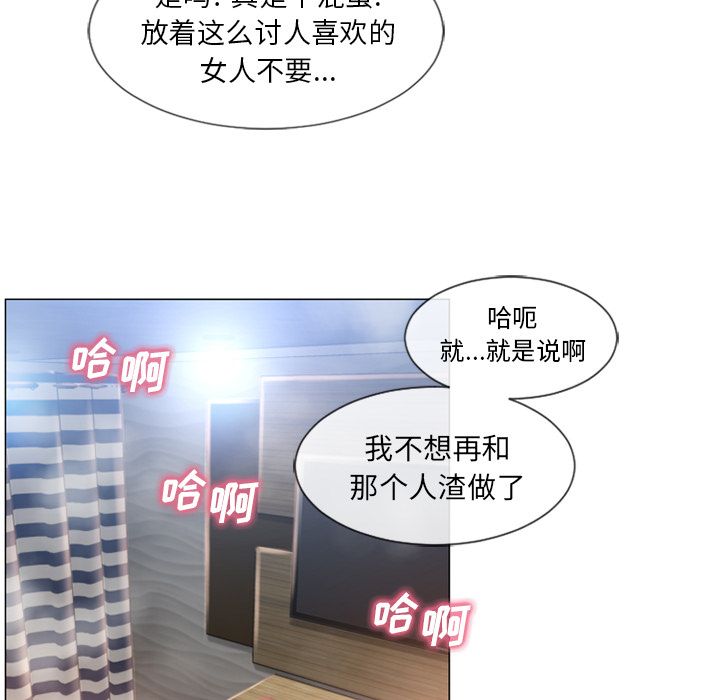 放着这么讨人喜欢的
女人不要...
哈呃
就...就是说啊
哈啊
我不想再和
那个人渣做了
哈啊
哈啊